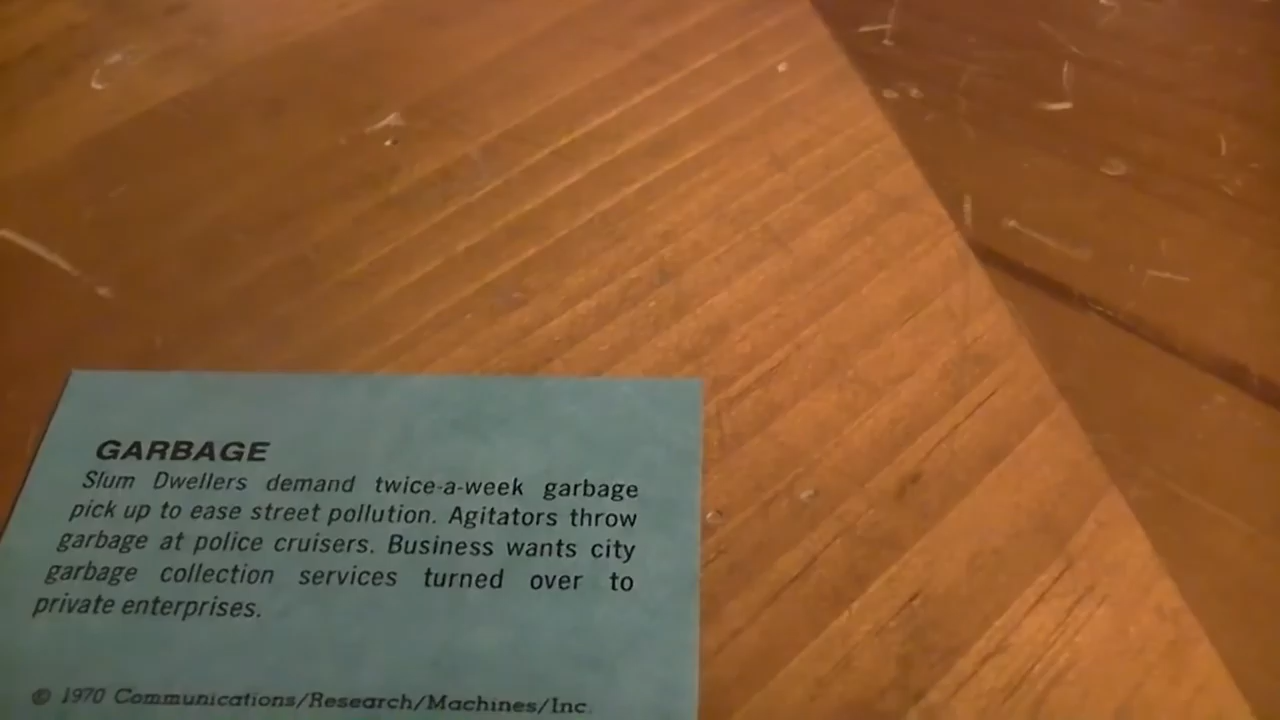 GARBAGE
Slum Dwellers demand twice-a-week garbage
pick up to ease street pollution. Agitators throw
garbage at police cruisers. Business wants city
garbage collection services turned over to
private enterprises.
© 1970 Communications/Research/Machines/Inc.